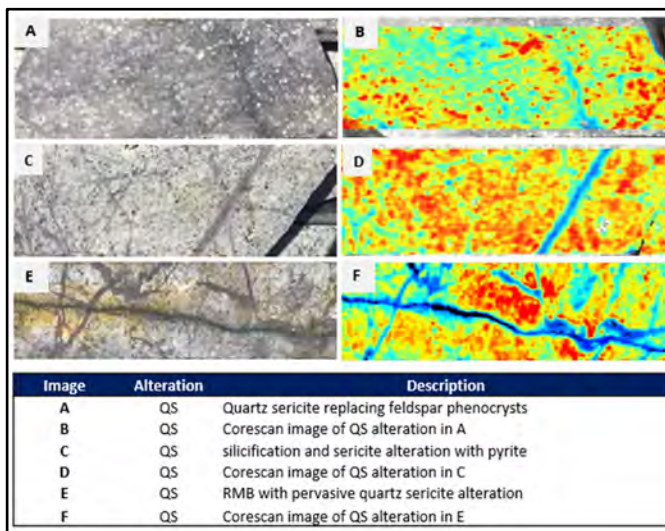 A B
C D
E F
Image Alteration Description
A QS Quartz sericite replacing feldspar phenocrysts
B QS Corescan image of QS alteration in A
C QS silicification and sericite alteration with pyrite
D QS Corescan image of QS alteration in C
E QS RMB with pervasive quartz sericite alteration
F QS Corescan image of QS alteration in E